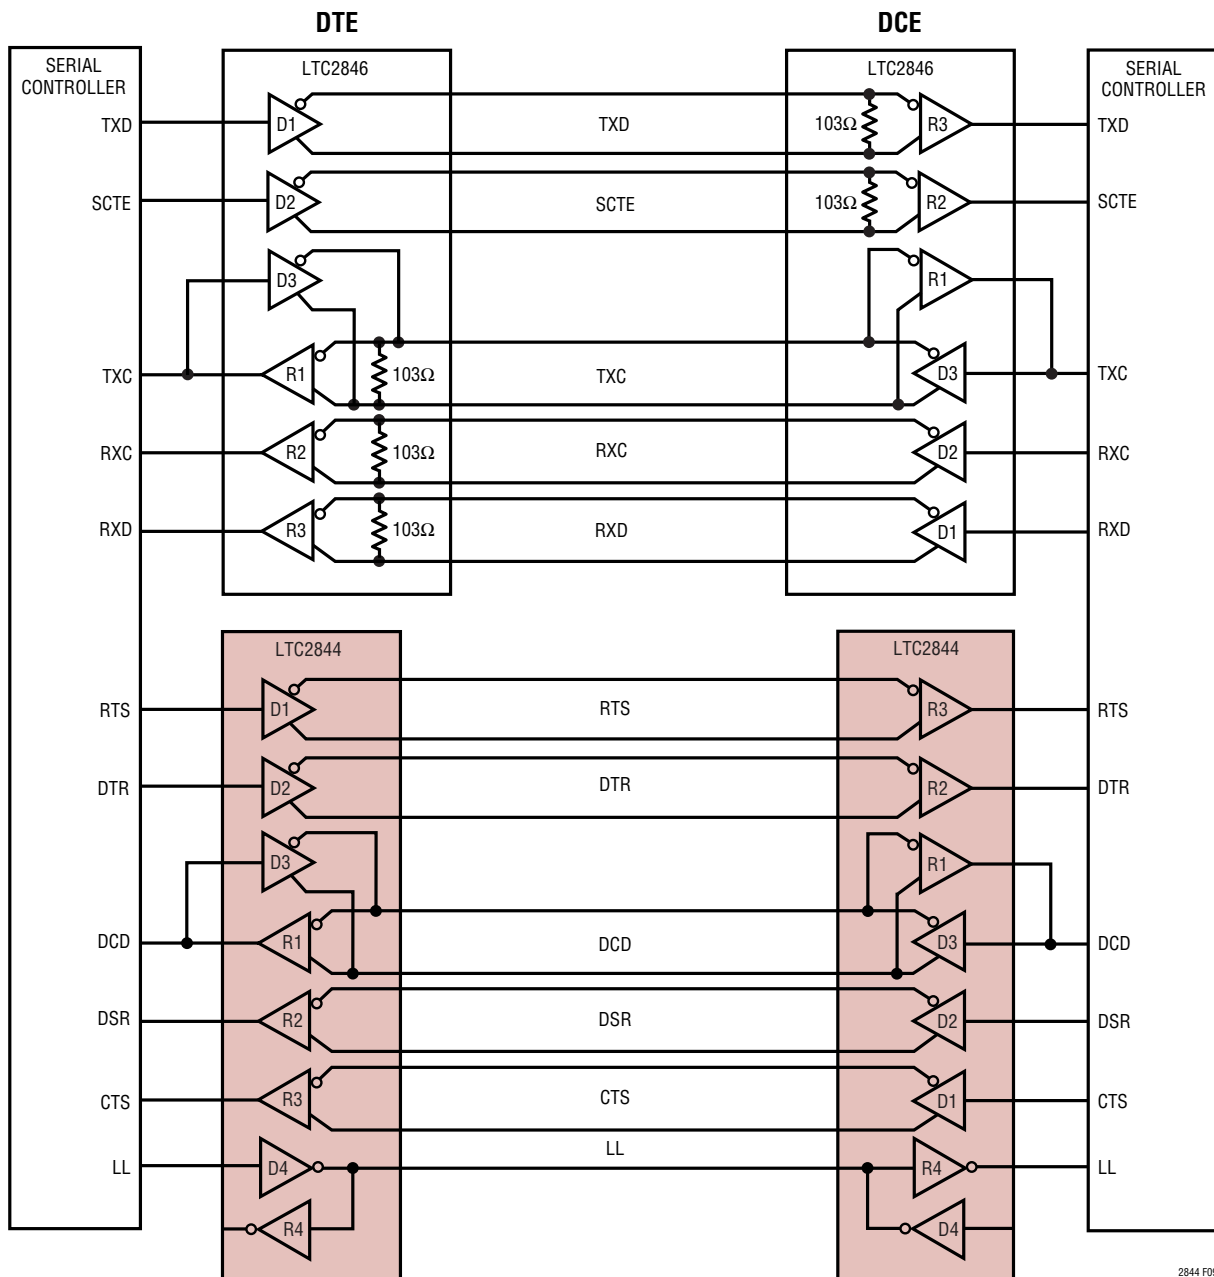 DTE
DCE
SERIAL
CONTROLLER
LTC2846
LTC2846
SERIAL
CONTROLLER
TXD
D1
TXD
103Ω
R3
TXD
SCTE
D2
SCTE
103Ω
R2
SCTE
D3
R1
TXC
R1
103Ω
TXC
D3
TXC
RXC
R2
103Ω
RXC
D2
RXC
RXD
R3
103Ω
RXD
D1
RXD
LTC2844
LTC2844
RTS
D1
RTS
R3
RTS
DTR
D2
DTR
R2
DTR
D3
R1
DCD
R1
DCD
D3
DCD
DSR
R2
DSR
D2
DSR
CTS
R3
CTS
D1
CTS
LL
D4
LL
R4
LL
R4
D4
2844 F09